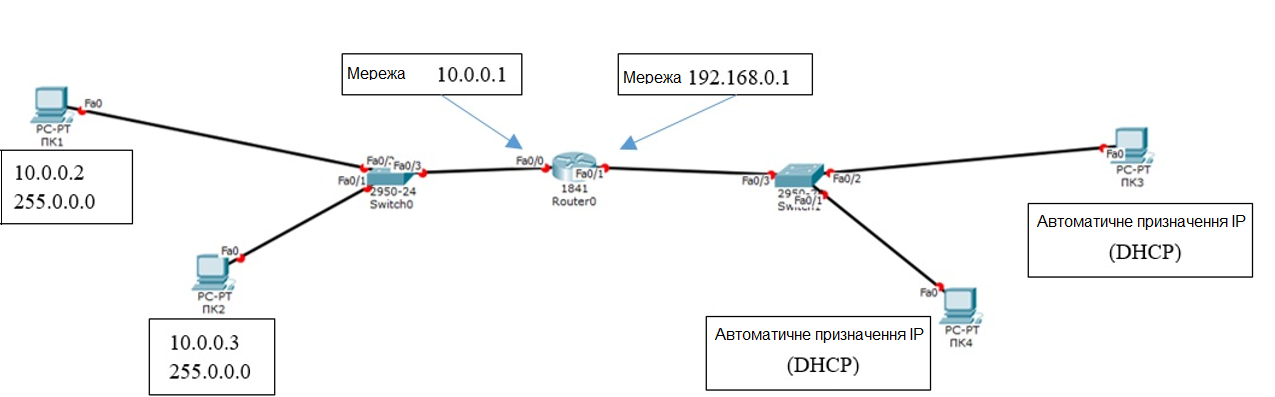 Мережа 10.0.0.1
Мережа 192.168.0.1
Fa0
PC-PT
ПК1
10.0.0.2
255.0.0.0
Fa0/3
Fa0/1
2950-24
Switch0
Fa0/0
Fa0/1
1841
Router0
Fa0/3
Fa0/2
Fa0/1
Fa0
PC-PT
ПК3
Автоматичне призначення IP
(DHCP)
Fa0
PC-PT
ПК2
10.0.0.3
255.0.0.0
Fa0
PC-PT
ПК4
Автоматичне призначення IP
(DHCP)